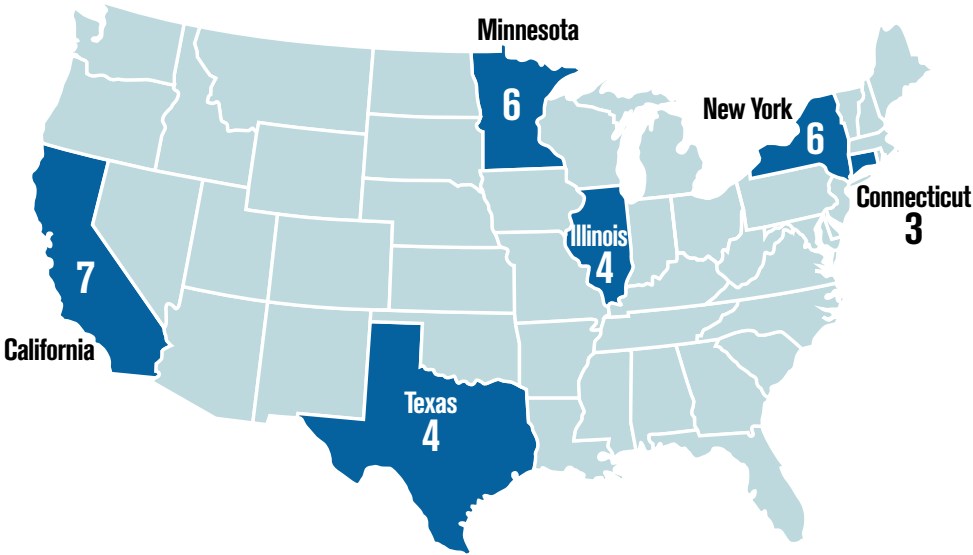 Minnesota
6
New York
6
Connecticut
3
Illinois
4
7
California
Texas
4